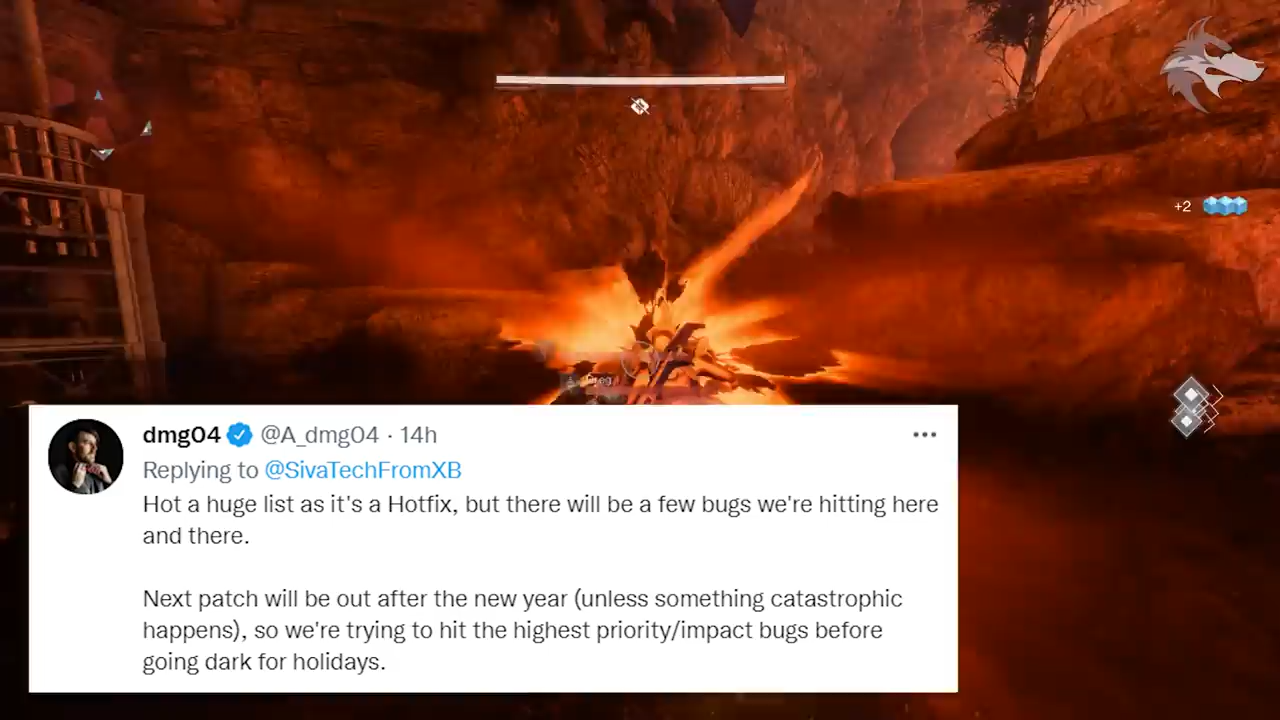 +2
Dreg
dmg04 @A_dmg04 · 14h
Replying to @SivaTechFromXB
Hot a huge list as it's a Hotfix, but there will be a few bugs we're hitting here
and there.
Next patch will be out after the new year (unless something catastrophic
happens), so we're trying to hit the highest priority/impact bugs before
going dark for holidays.